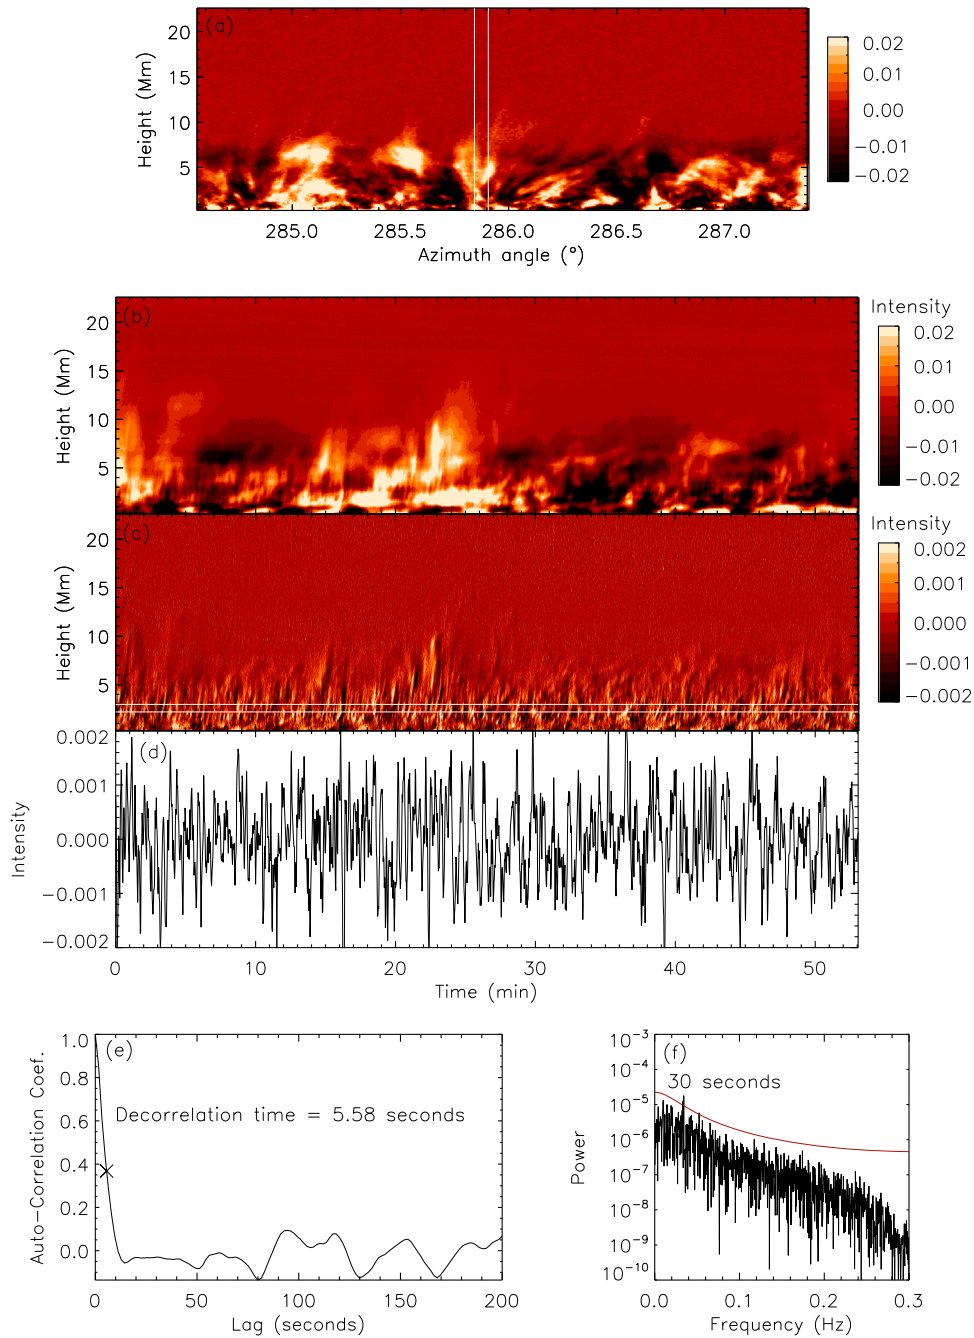 (a)
20
15
10
5
Height (Mm)
285.0 285.5 286.0 286.5 287.0
Azimuth angle (°)
0.02
0.01
0.00
−0.01
−0.02
(b)
20
15
10
5
Height (Mm)
Intensity
0.02
0.01
0.00
−0.01
−0.02
(c)
20
15
10
5
Height (Mm)
Intensity
0.002
0.001
0.000
−0.001
−0.002
(d)
0.002
0.001
0.000
−0.001
−0.002
Intensity
0 10 20 30 40 50
Time (min)
(e)
1.0
0.8
0.6
0.4
0.2
0.0
Auto−Correlation Coef.
Decorrelation time = 5.58 seconds
0 50 100 150 200
Lag (seconds)
(f)
30 seconds
10⁻³
10⁻⁴
10⁻⁵
10⁻⁶
10⁻⁷
10⁻⁸
10⁻⁹
10⁻¹⁰
Power
0.0 0.1 0.2 0.3
Frequency (Hz)